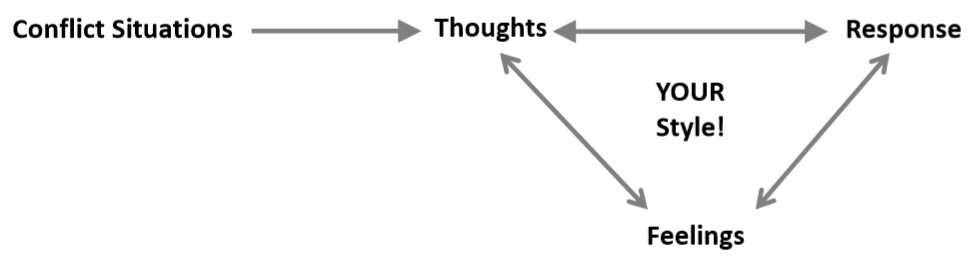 Conflict Situations
Thoughts
Response
YOUR
Style!
Feelings